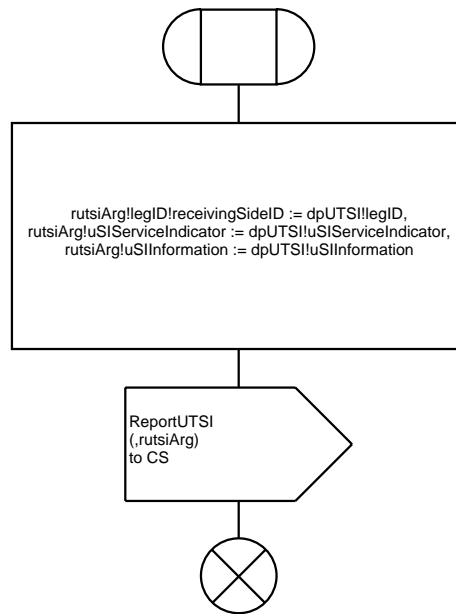 rutsiArg!legID!receivingSideID := dpUTSI!legID,
rutsiArg!uSIServiceIndicator := dpUTSI!uSIServiceIndicator,
rutsiArg!uSIInformation := dpUTSI!uSIInformation
ReportUTSI
(,rutsiArg)
to CS